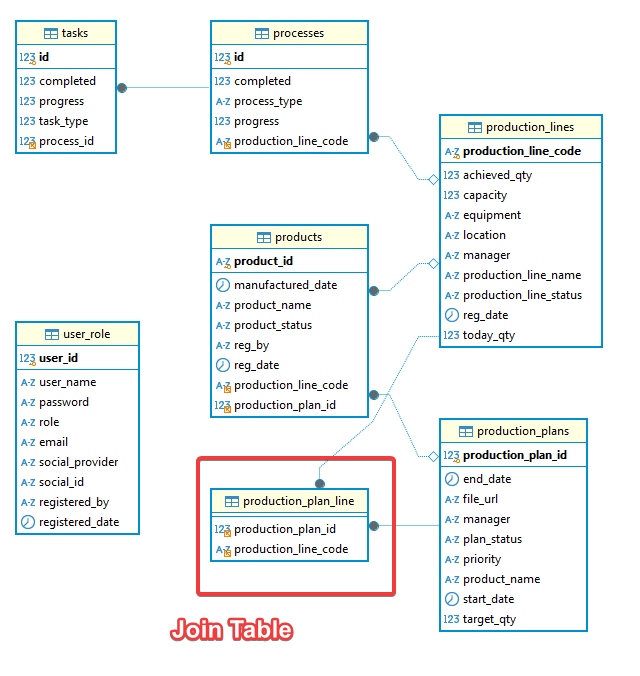 tasks
123 id
123 completed
123 progress
123 task_type
123 process_id
processes
123 id
123 completed
A-Z process_type
123 progress
A-Z production_line_code
production_lines
A-Z production_line_code
123 achieved_qty
123 capacity
A-Z equipment
A-Z location
A-Z manager
A-Z production_line_name
A-Z production_line_status
reg_date
123 today_qty
products
A-Z product_id
manufactured_date
A-Z product_name
A-Z product_status
A-Z reg_by
reg_date
A-Z production_line_code
123 production_plan_id
user_role
123 user_id
A-Z user_name
A-Z password
A-Z role
A-Z email
A-Z social_provider
A-Z social_id
A-Z registered_by
registered_date
production_plans
123 production_plan_id
end_date
A-Z file_url
A-Z manager
A-Z plan_status
A-Z priority
A-Z product_name
start_date
123 target_qty
production_plan_line
123 production_plan_id
A-Z production_line_code
Join Table